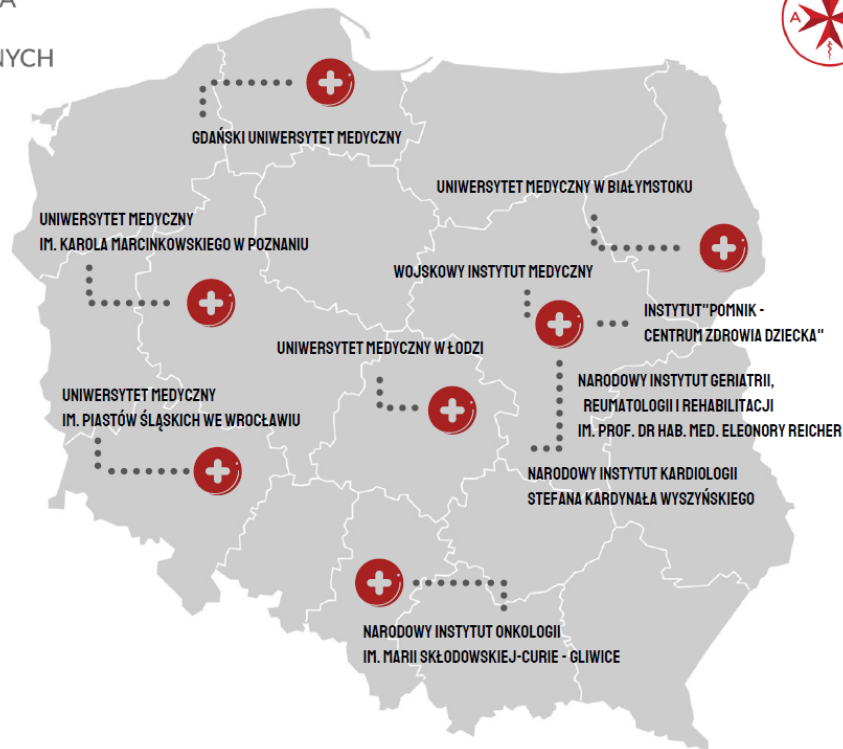 A
NYCH
A
GDAŃSKI UNIWERSYTET MEDYCZNY
UNIWERSYTET MEDYCZNY W BIAŁYMSTOKU
UNIWERSYTET MEDYCZNY
IM. KAROLA MARCINKOWSKIEGO W POZNANIU
WOJSKOWY INSTYTUT MEDYCZNY
INSTYTUT"POMNIK -
CENTRUM ZDROWIA DZIECKA"
UNIWERSYTET MEDYCZNY W ŁODZI
NARODOWY INSTYTUT GERIATRII,
REUMATOLOGII I REHABILITACJI
IM. PROF. DR HAB. MED. ELEONORY REICHER
UNIWERSYTET MEDYCZNY
IM. PIASTÓW ŚLĄSKICH WE WROCŁAWIU
NARODOWY INSTYTUT KARDIOLOGII
STEFANA KARDYNAŁA WYSZYŃSKIEGO
NARODOWY INSTYTUT ONKOLOGII
IM. MARII SKŁODOWSKIEJ-CURIE - GLIWICE